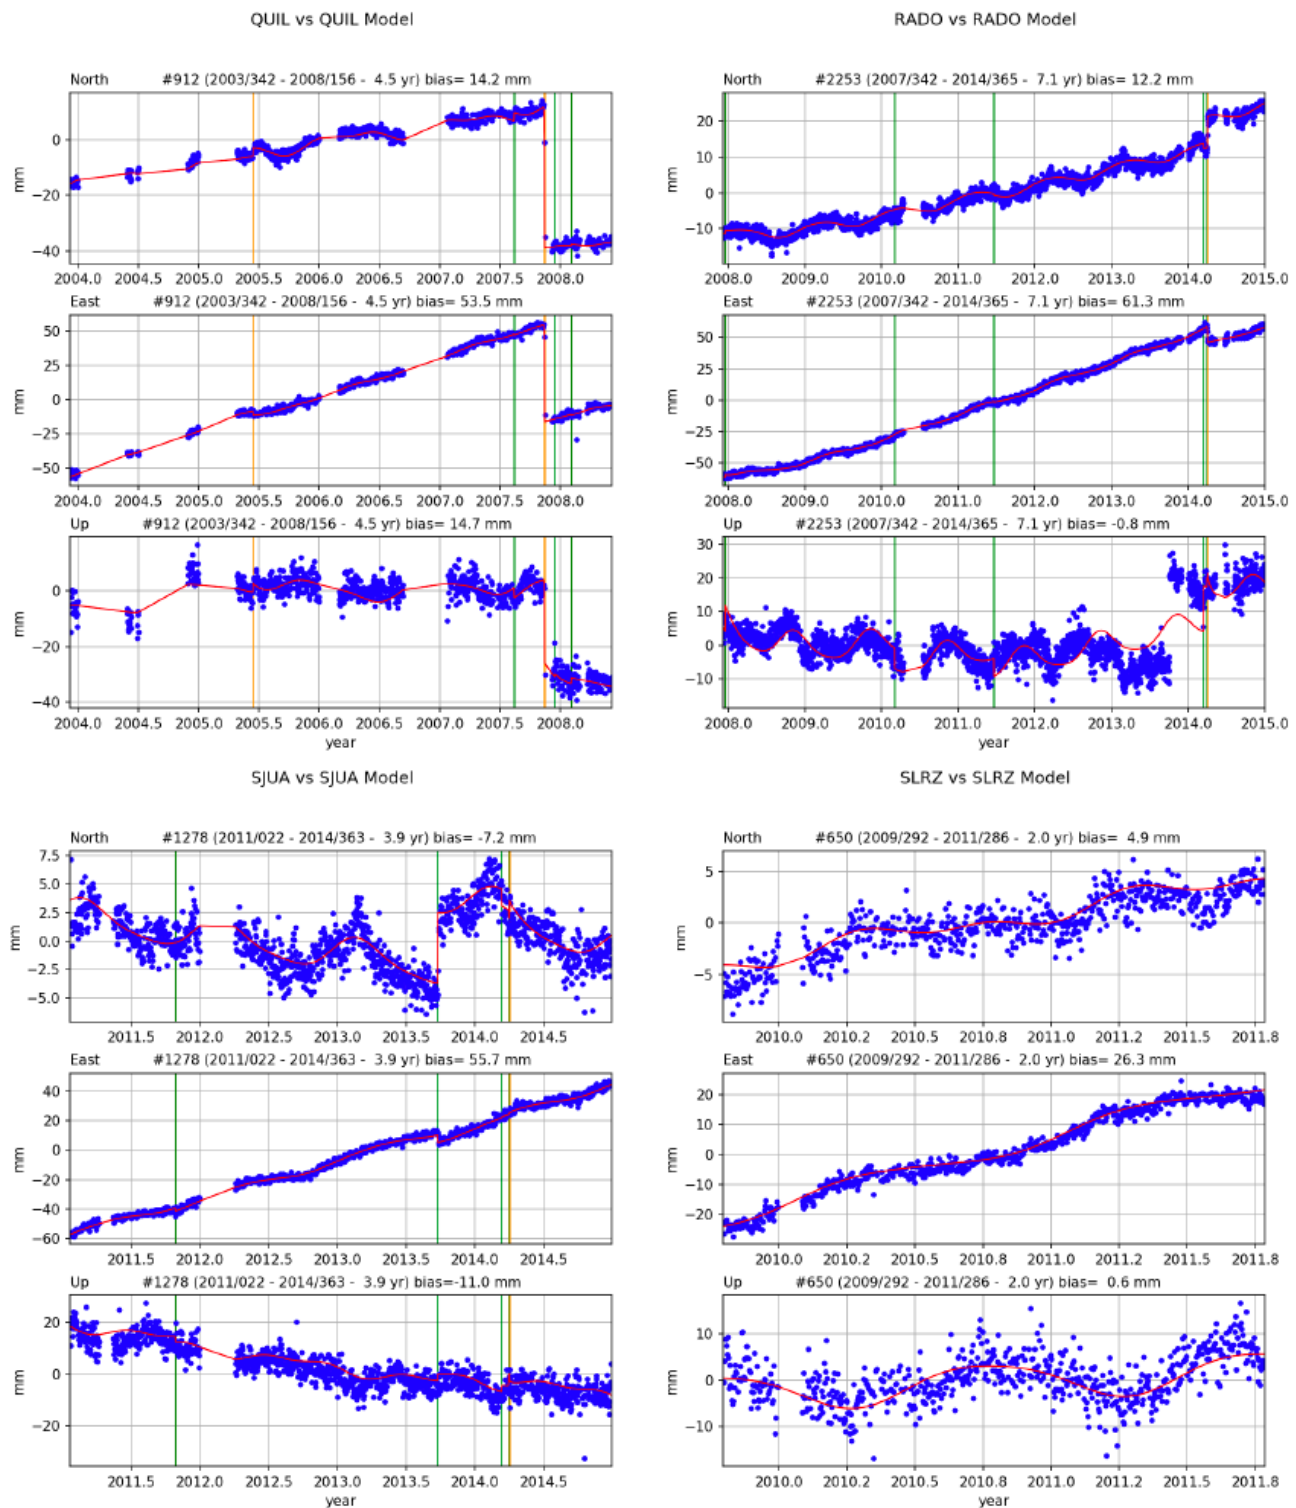 QUIL vs QUIL Model
North #912 (2003/342 - 2008/156 - 4.5 yr) bias= 14.2 mm
0
−20
−40
mm
2004.0 2004.5 2005.0 2005.5 2006.0 2006.5 2007.0 2007.5 2008.0
East #912 (2003/342 - 2008/156 - 4.5 yr) bias= 53.5 mm
50
25
0
−25
−50
mm
2004.0 2004.5 2005.0 2005.5 2006.0 2006.5 2007.0 2007.5 2008.0
Up #912 (2003/342 - 2008/156 - 4.5 yr) bias= 14.7 mm
0
−20
−40
mm
2004.0 2004.5 2005.0 2005.5 2006.0 2006.5 2007.0 2007.5 2008.0
year
RADO vs RADO Model
North #2253 (2007/342 - 2014/365 - 7.1 yr) bias= 12.2 mm
20
10
0
−10
mm
2008.0 2009.0 2010.0 2011.0 2012.0 2013.0 2014.0 2015.0
East #2253 (2007/342 - 2014/365 - 7.1 yr) bias= 61.3 mm
50
25
0
−25
−50
mm
2008.0 2009.0 2010.0 2011.0 2012.0 2013.0 2014.0 2015.0
Up #2253 (2007/342 - 2014/365 - 7.1 yr) bias= -0.8 mm
30
20
10
0
−10
mm
2008.0 2009.0 2010.0 2011.0 2012.0 2013.0 2014.0 2015.0
year
SJUA vs SJUA Model
North #1278 (2011/022 - 2014/363 - 3.9 yr) bias= -7.2 mm
7.5
5.0
2.5
0.0
−2.5
−5.0
mm
2011.5 2012.0 2012.5 2013.0 2013.5 2014.0 2014.5
East #1278 (2011/022 - 2014/363 - 3.9 yr) bias= 55.7 mm
40
20
0
−20
−40
−60
mm
2011.5 2012.0 2012.5 2013.0 2013.5 2014.0 2014.5
Up #1278 (2011/022 - 2014/363 - 3.9 yr) bias=-11.0 mm
20
0
−20
mm
2011.5 2012.0 2012.5 2013.0 2013.5 2014.0 2014.5
year
SLRZ vs SLRZ Model
North #650 (2009/292 - 2011/286 - 2.0 yr) bias= 4.9 mm
5
0
−5
mm
2010.0 2010.2 2010.5 2010.8 2011.0 2011.2 2011.5 2011.8
East #650 (2009/292 - 2011/286 - 2.0 yr) bias= 26.3 mm
20
10
0
−10
−20
mm
2010.0 2010.2 2010.5 2010.8 2011.0 2011.2 2011.5 2011.8
Up #650 (2009/292 - 2011/286 - 2.0 yr) bias= 0.6 mm
10
0
−10
mm
2010.0 2010.2 2010.5 2010.8 2011.0 2011.2 2011.5 2011.8
year